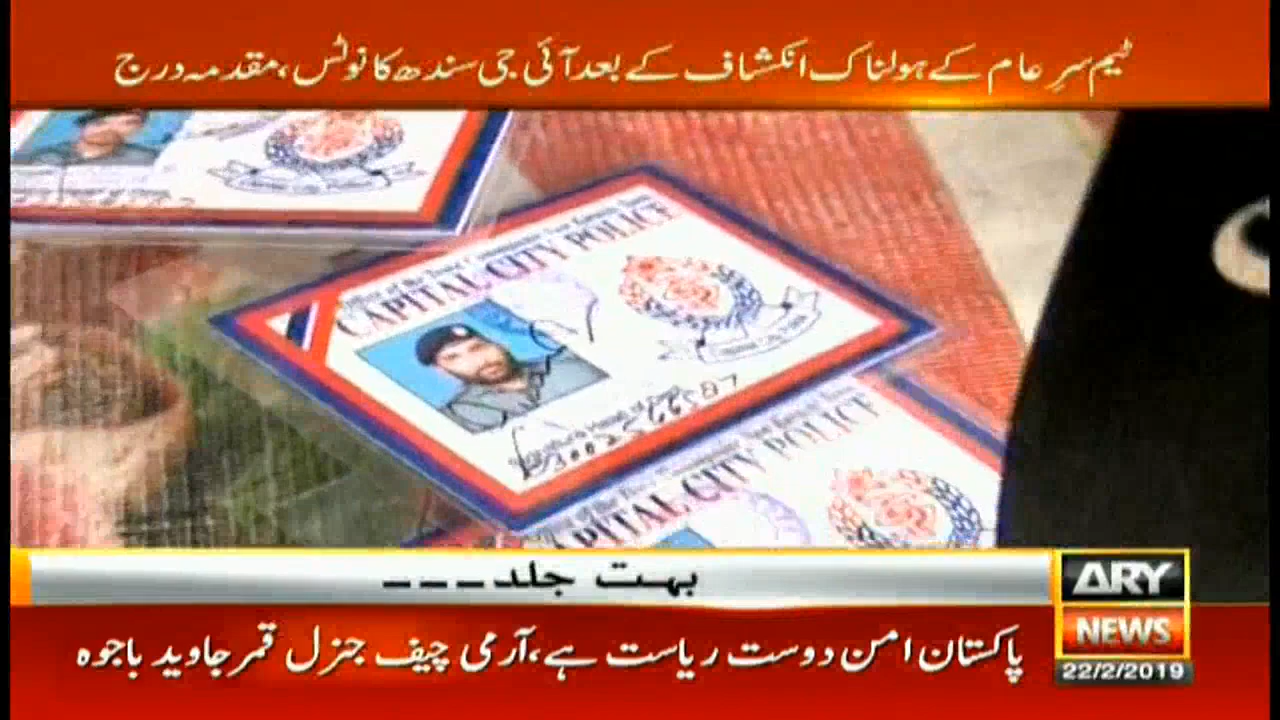 ٹیم سرِ عام کے ہولناک انکشاف کے بعد آئی جی سندھ کا نوٹس، مقدمہ درج
CAPITAL CITY POLICE
CAPITAL CITY POLICE
بہت جلد۔۔۔
ARY
NEWS
پاکستان امن دوست ریاست ہے، آرمی چیف جنرل قمر جاوید باجوہ
22/2/2019